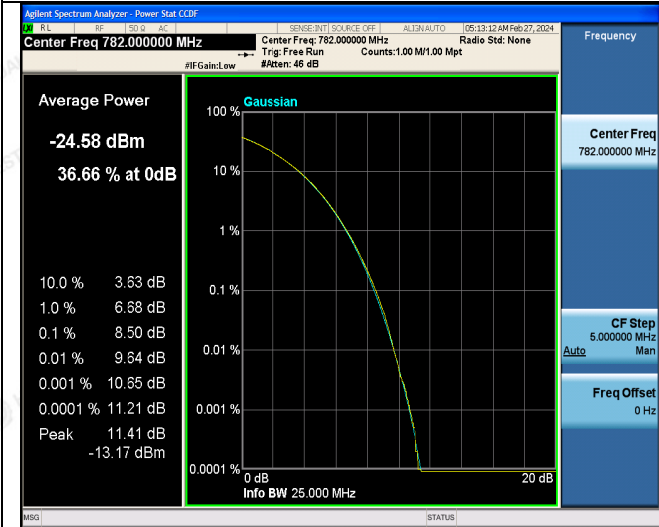 Agilent Spectrum Analyzer - Power Stat CCDF
RL RF 50 Ω AC SENSE:INT SOURCE OFF ALIGN AUTO 05:13:12 AM Feb 27, 2024
Center Freq 782.000000 MHz
Center Freq: 782.000000 MHz Radio Std: None
Trig: Free Run Counts:1.00 M/1.00 Mpt
#IFGain:Low #Atten: 46 dB
Frequency
Average Power
-24.58 dBm
36.66 % at 0dB
10.0 % 3.63 dB
1.0 % 6.68 dB
0.1 % 8.50 dB
0.01 % 9.64 dB
0.001 % 10.65 dB
0.0001 % 11.21 dB
Peak 11.41 dB
-13.17 dBm
Gaussian
100 %
10 %
1 %
0.1 %
0.01 %
0.001 %
0.0001 %
0 dB 20 dB
Info BW 25.000 MHz
Center Freq
782.000000 MHz
CF Step
5.000000 MHz
Auto Man
Freq Offset
0 Hz
MSG STATUS